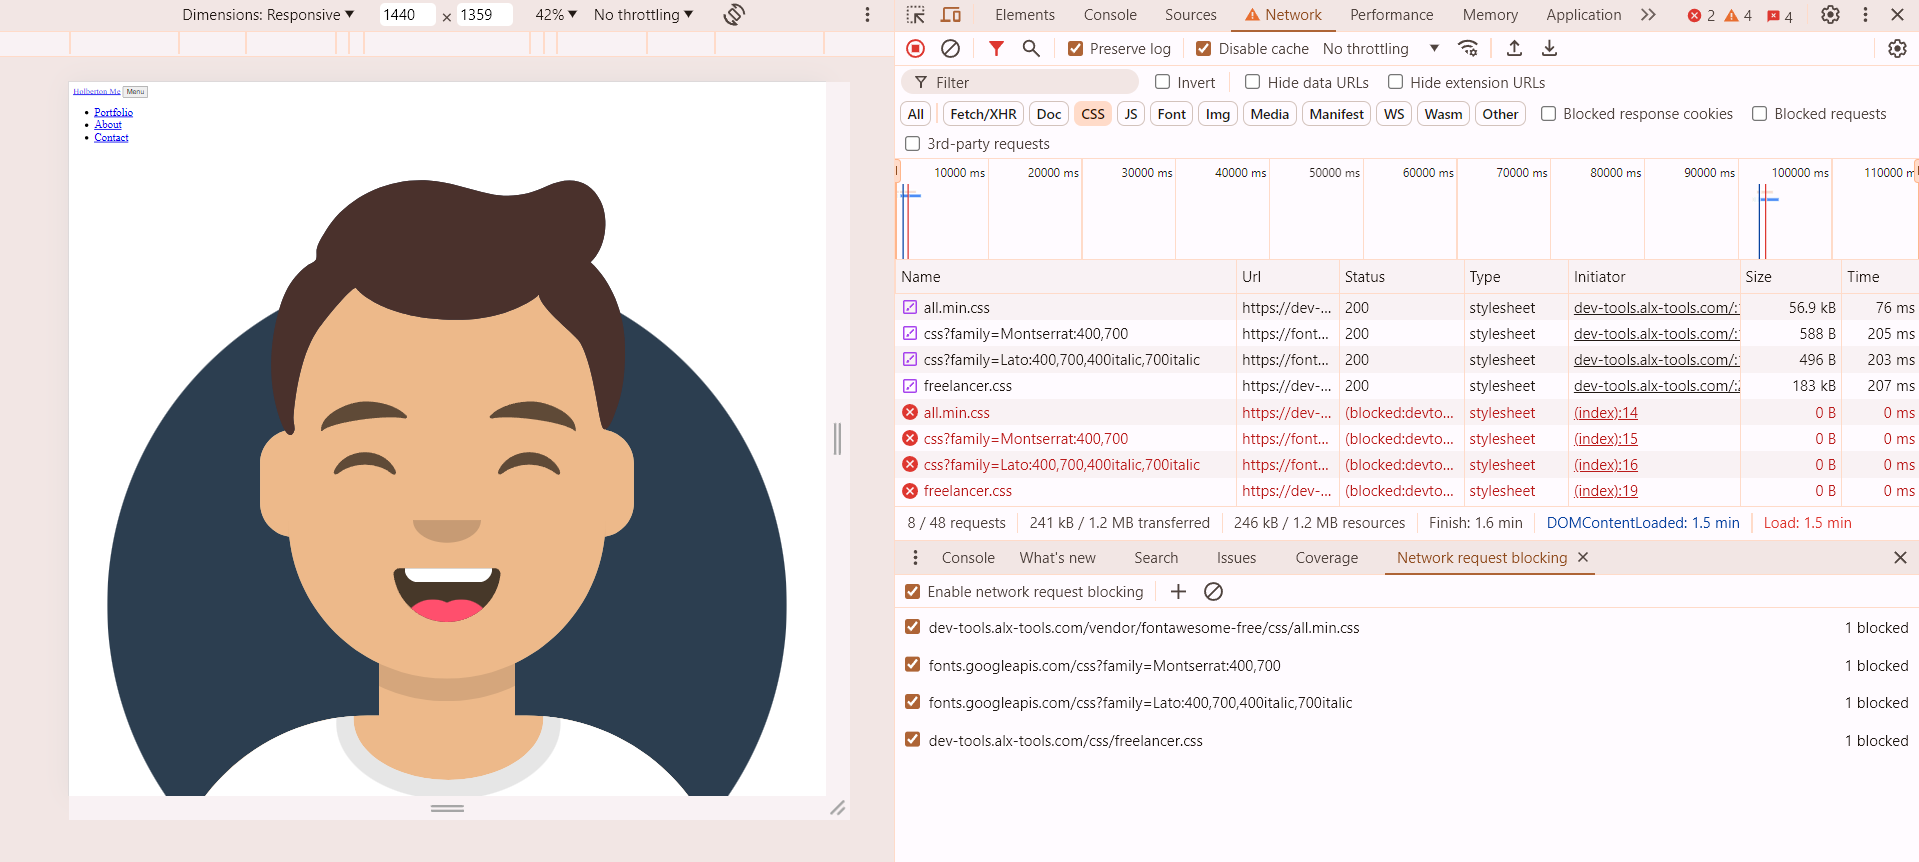 Dimensions: Responsive ▼ 1440 × 1359 42% ▼ No throttling ▼
Holberton Me Menu
Portfolio
About
Contact
Elements Console Sources Network Performance Memory Application 2 4 4
Preserve log Disable cache No throttling ▼
Filter Invert Hide data URLs Hide extension URLs
All Fetch/XHR Doc CSS JS Font Img Media Manifest WS Wasm Other Blocked response cookies Blocked requests
3rd-party requests
10000 ms 20000 ms 30000 ms 40000 ms 50000 ms 60000 ms 70000 ms 80000 ms 90000 ms 100000 ms 110000 m
Name Url Status Type Initiator Size Time
all.min.css https://dev-... 200 stylesheet dev-tools.alx-tools.com/: 56.9 kB 76 ms
css?family=Montserrat:400,700 https://font... 200 stylesheet dev-tools.alx-tools.com/: 588 B 205 ms
css?family=Lato:400,700,400italic,700italic https://font... 200 stylesheet dev-tools.alx-tools.com/: 496 B 203 ms
freelancer.css https://dev-... 200 stylesheet dev-tools.alx-tools.com/: 183 kB 207 ms
all.min.css https://dev-... (blocked:devto... stylesheet (index):14 0 B 0 ms
css?family=Montserrat:400,700 https://font... (blocked:devto... stylesheet (index):15 0 B 0 ms
css?family=Lato:400,700,400italic,700italic https://font... (blocked:devto... stylesheet (index):16 0 B 0 ms
freelancer.css https://dev-... (blocked:devto... stylesheet (index):19 0 B 0 ms
8 / 48 requests 241 kB / 1.2 MB transferred 246 kB / 1.2 MB resources Finish: 1.6 min DOMContentLoaded: 1.5 min Load: 1.5 min
Console What's new Search Issues Coverage Network request blocking
Enable network request blocking
dev-tools.alx-tools.com/vendor/fontawesome-free/css/all.min.css 1 blocked
fonts.googleapis.com/css?family=Montserrat:400,700 1 blocked
fonts.googleapis.com/css?family=Lato:400,700,400italic,700italic 1 blocked
dev-tools.alx-tools.com/css/freelancer.css 1 blocked